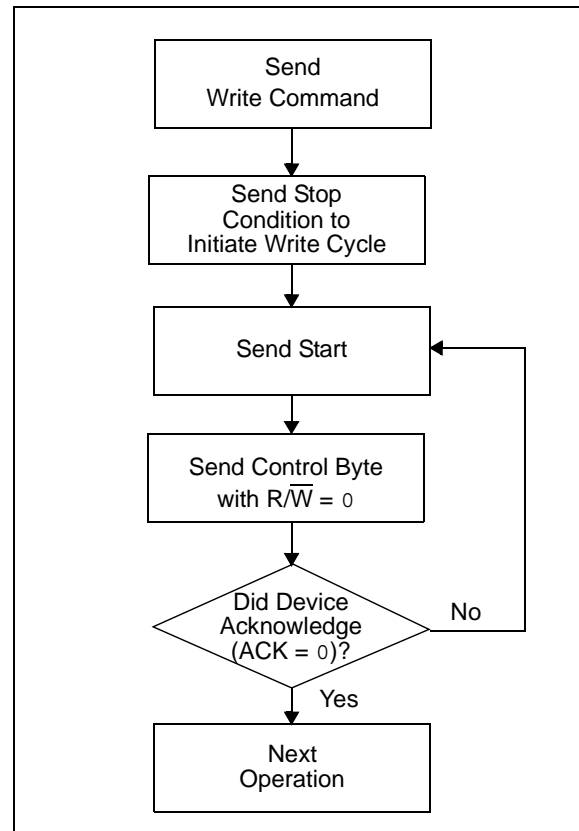 Send
Write Command
Send Stop
Condition to
Initiate Write Cycle
Send Start
Send Control Byte
with R/W̅ = 0
Did Device
Acknowledge
(ACK = 0)?
No
Yes
Next
Operation